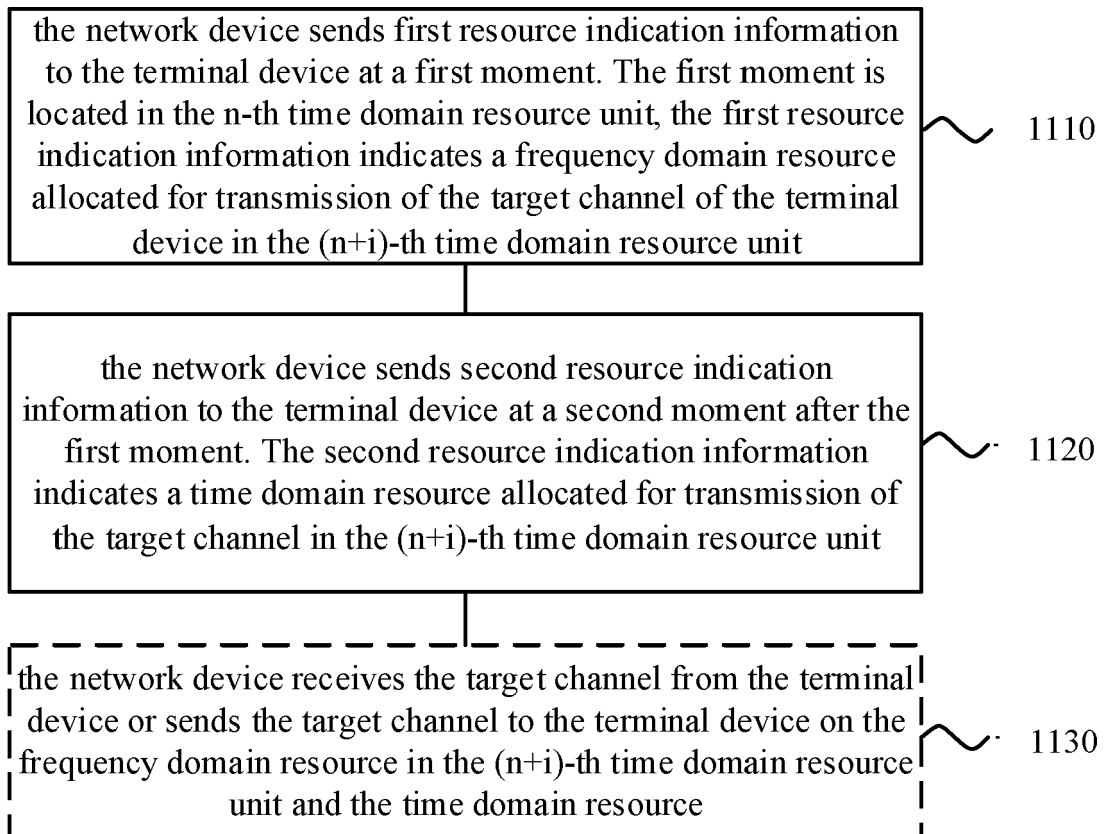 the network device sends first resource indication information
to the terminal device at a first moment. The first moment is
located in the n-th time domain resource unit, the first resource
indication information indicates a frequency domain resource
allocated for transmission of the target channel of the terminal
device in the (n+i)-th time domain resource unit
1110
the network device sends second resource indication
information to the terminal device at a second moment after the
first moment. The second resource indication information
indicates a time domain resource allocated for transmission of
the target channel in the (n+i)-th time domain resource unit
1120
the network device receives the target channel from the terminal
device or sends the target channel to the terminal device on the
frequency domain resource in the (n+i)-th time domain resource
unit and the time domain resource
1130